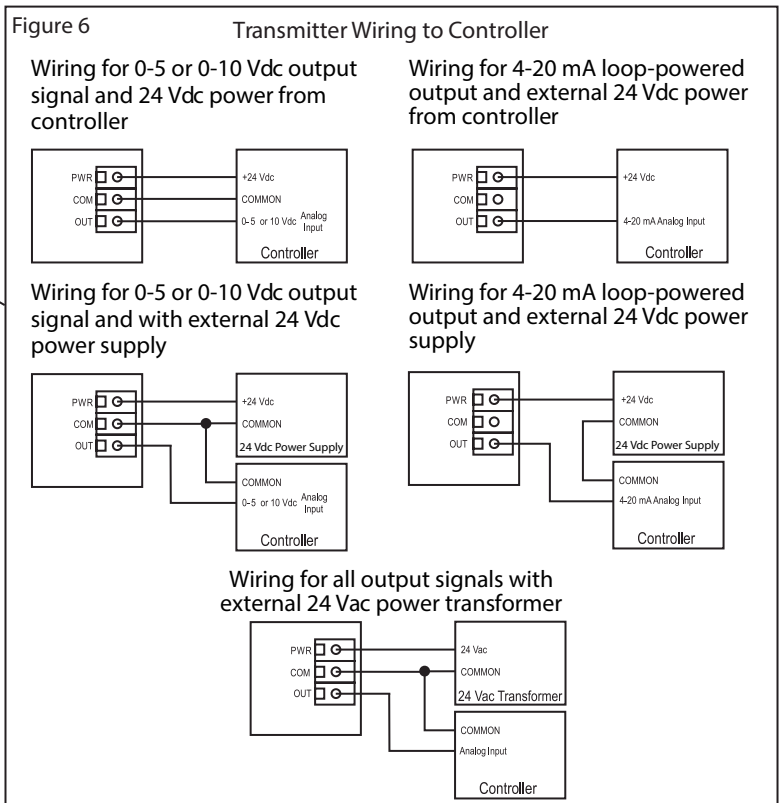 Figure 6
Transmitter Wiring to Controller
Wiring for 0-5 or 0-10 Vdc output
signal and 24 Vdc power from
controller
PWR
COM
OUT
+24 Vdc
COMMON
0-5 or 10 Vdc Analog
Input
Controller
Wiring for 4-20 mA loop-powered
output and external 24 Vdc power
from controller
PWR
COM
OUT
+24 Vdc
4-20 mA Analog Input
Controller
Wiring for 0-5 or 0-10 Vdc output
signal and with external 24 Vdc
power supply
PWR
COM
OUT
+24 Vdc
COMMON
24 Vdc Power Supply
COMMON
0-5 or 10 Vdc Analog
Input
Controller
Wiring for 4-20 mA loop-powered
output and external 24 Vdc power
supply
PWR
COM
OUT
+24 Vdc
COMMON
24 Vdc Power Supply
COMMON
4-20 mA Analog Input
Controller
Wiring for all output signals with
external 24 Vac power transformer
PWR
COM
OUT
24 Vac
COMMON
24 Vac Transformer
COMMON
Analog Input
Controller